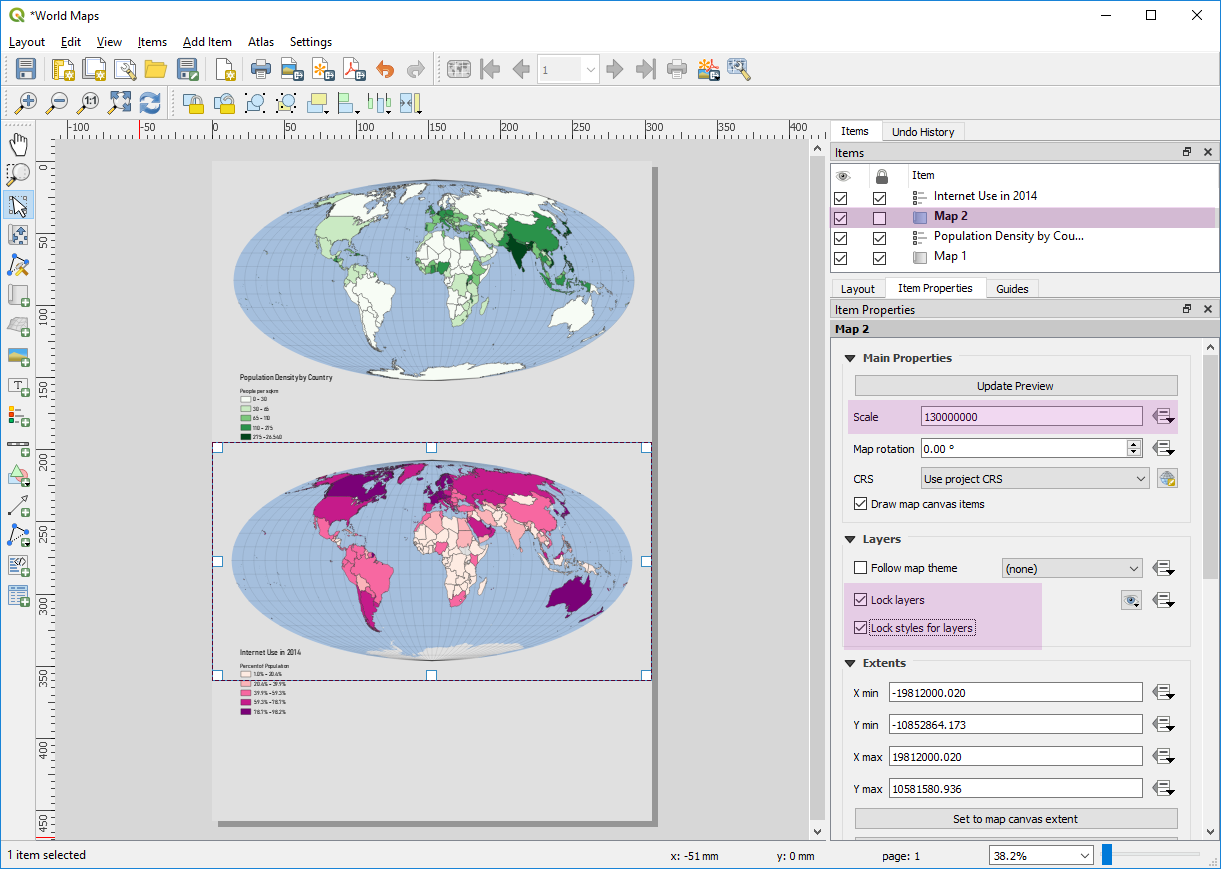 *World Maps
Layout Edit View Items Add Item Atlas Settings
1
1:1
-100 -50 0 50 100 150 200 250 300 350 400
0
50
100
150
200
250
300
350
400
450
Population Density by Country
People per sqkm
0 - 30
30 - 65
65 - 110
110 - 275
275 - 26,540
Internet Use in 2014
Percent of Population
1.0% - 20.6%
20.6% - 39.9%
39.9% - 59.3%
59.3% - 78.7%
78.7% - 98.2%
Items Undo History
Items
Item
Internet Use in 2014
Map 2
Population Density by Cou...
Map 1
Layout Item Properties Guides
Item Properties
Map 2
Main Properties
Update Preview
Scale 130000000
Map rotation 0.00 °
CRS Use project CRS
Draw map canvas items
Layers
Follow map theme (none)
Lock layers
Lock styles for layers
Extents
X min -19812000.020
Y min -10852864.173
X max 19812000.020
Y max 10581580.936
Set to map canvas extent
1 item selected x: -51 mm y: 0 mm page: 1 38.2%